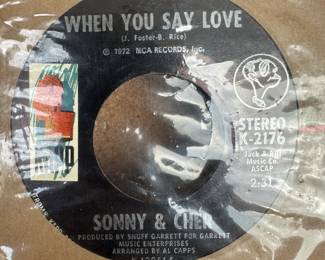 WHEN YOU SAY LOVE
(J. Foster-B. Rice)
© 1972 MCA RECORDS, Inc.
STEREO
K-2176
Jack & Bill
Music Co.
ASCAP
2:31
SONNY & CHER
PRODUCED BY SNUFF GARRETT FOR GARRETT
MUSIC ENTERPRISES
ARRANGED BY AL CAPPS